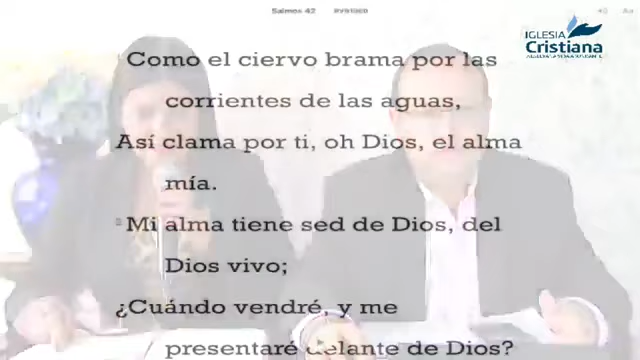 Salmos 42 RVR1960
IGLESIA
Cristiana
Como el ciervo brama por las
corrientes de las aguas,
Así clama por ti, oh Dios, el alma
mía.
2 Mi alma tiene sed de Dios, del
Dios vivo;
¿Cuándo vendré, y me
presentaré delante de Dios?